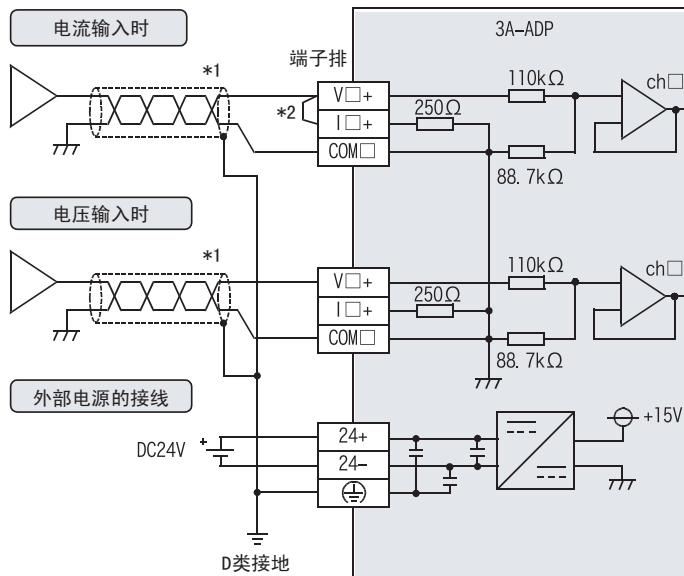 电流输入时
3A-ADP
*1
端子排
V□+
*2
I□+
COM□
110kΩ
250Ω
88.7kΩ
ch□
电压输入时
*1
V□+
I□+
COM□
110kΩ
250Ω
88.7kΩ
ch□
外部电源的接线
DC24V
+
24+
24-
+15V
D类接地